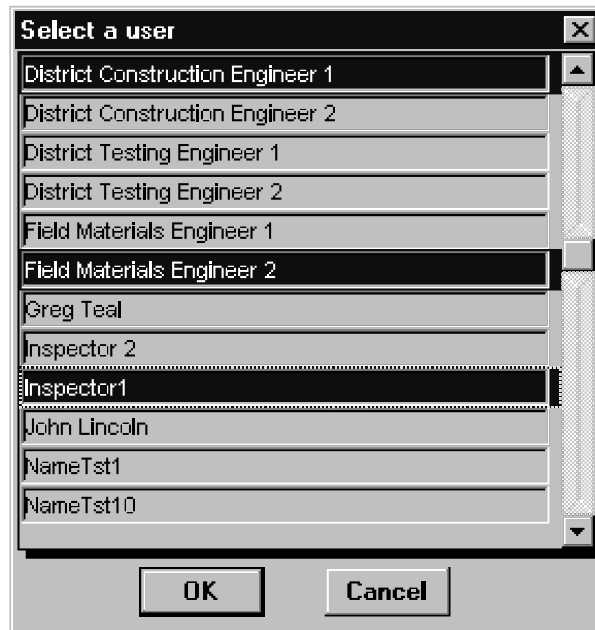 Select a user
District Construction Engineer 1
District Construction Engineer 2
District Testing Engineer 1
District Testing Engineer 2
Field Materials Engineer 1
Field Materials Engineer 2
Greg Teal
Inspector 2
Inspector1
John Lincoln
NameTst1
NameTst10
OK Cancel